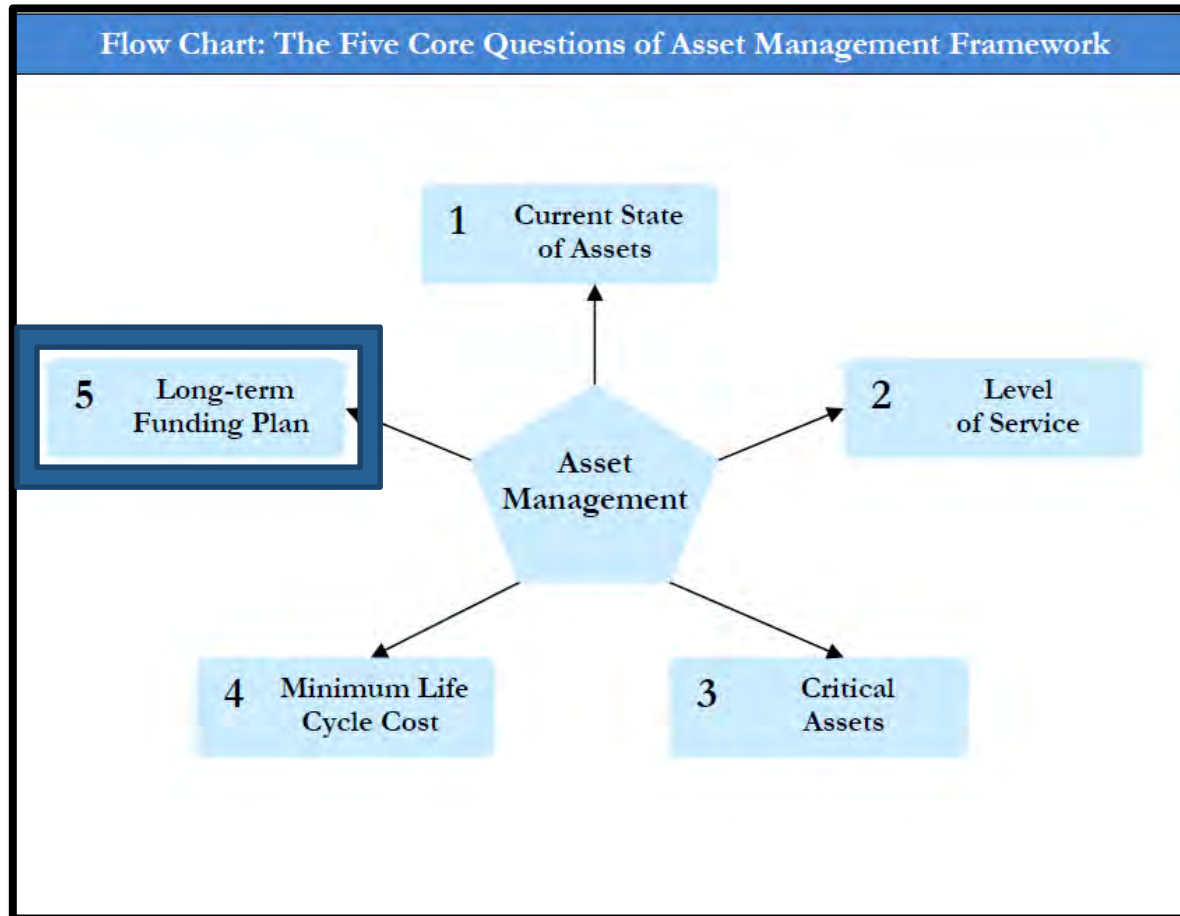 Flow Chart: The Five Core Questions of Asset Management Framework
1 Current State
of Assets
5 Long-term
Funding Plan
2 Level
of Service
Asset
Management
4 Minimum Life
Cycle Cost
3 Critical
Assets